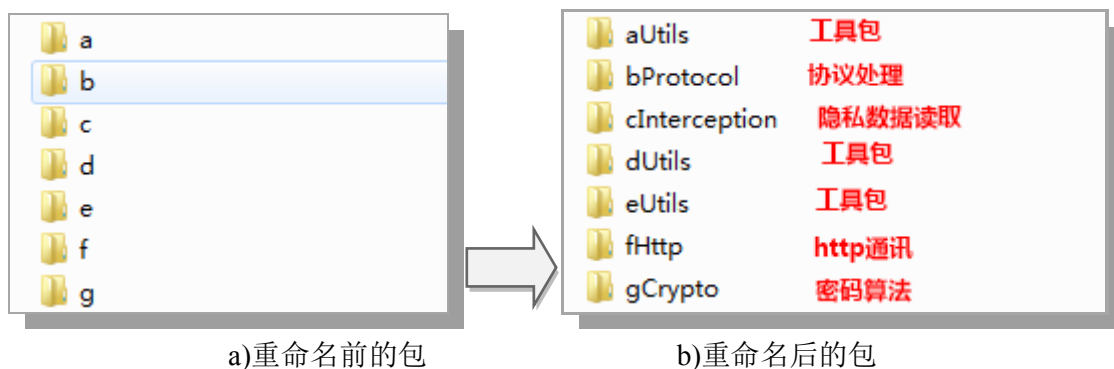 a
b
c
d
e
f
g
aUtils 工具包
bProtocol 协议处理
cInterception 隐私数据读取
dUtils 工具包
eUtils 工具包
fHttp http通讯
gCrypto 密码算法
a)重命名前的包
b)重命名后的包